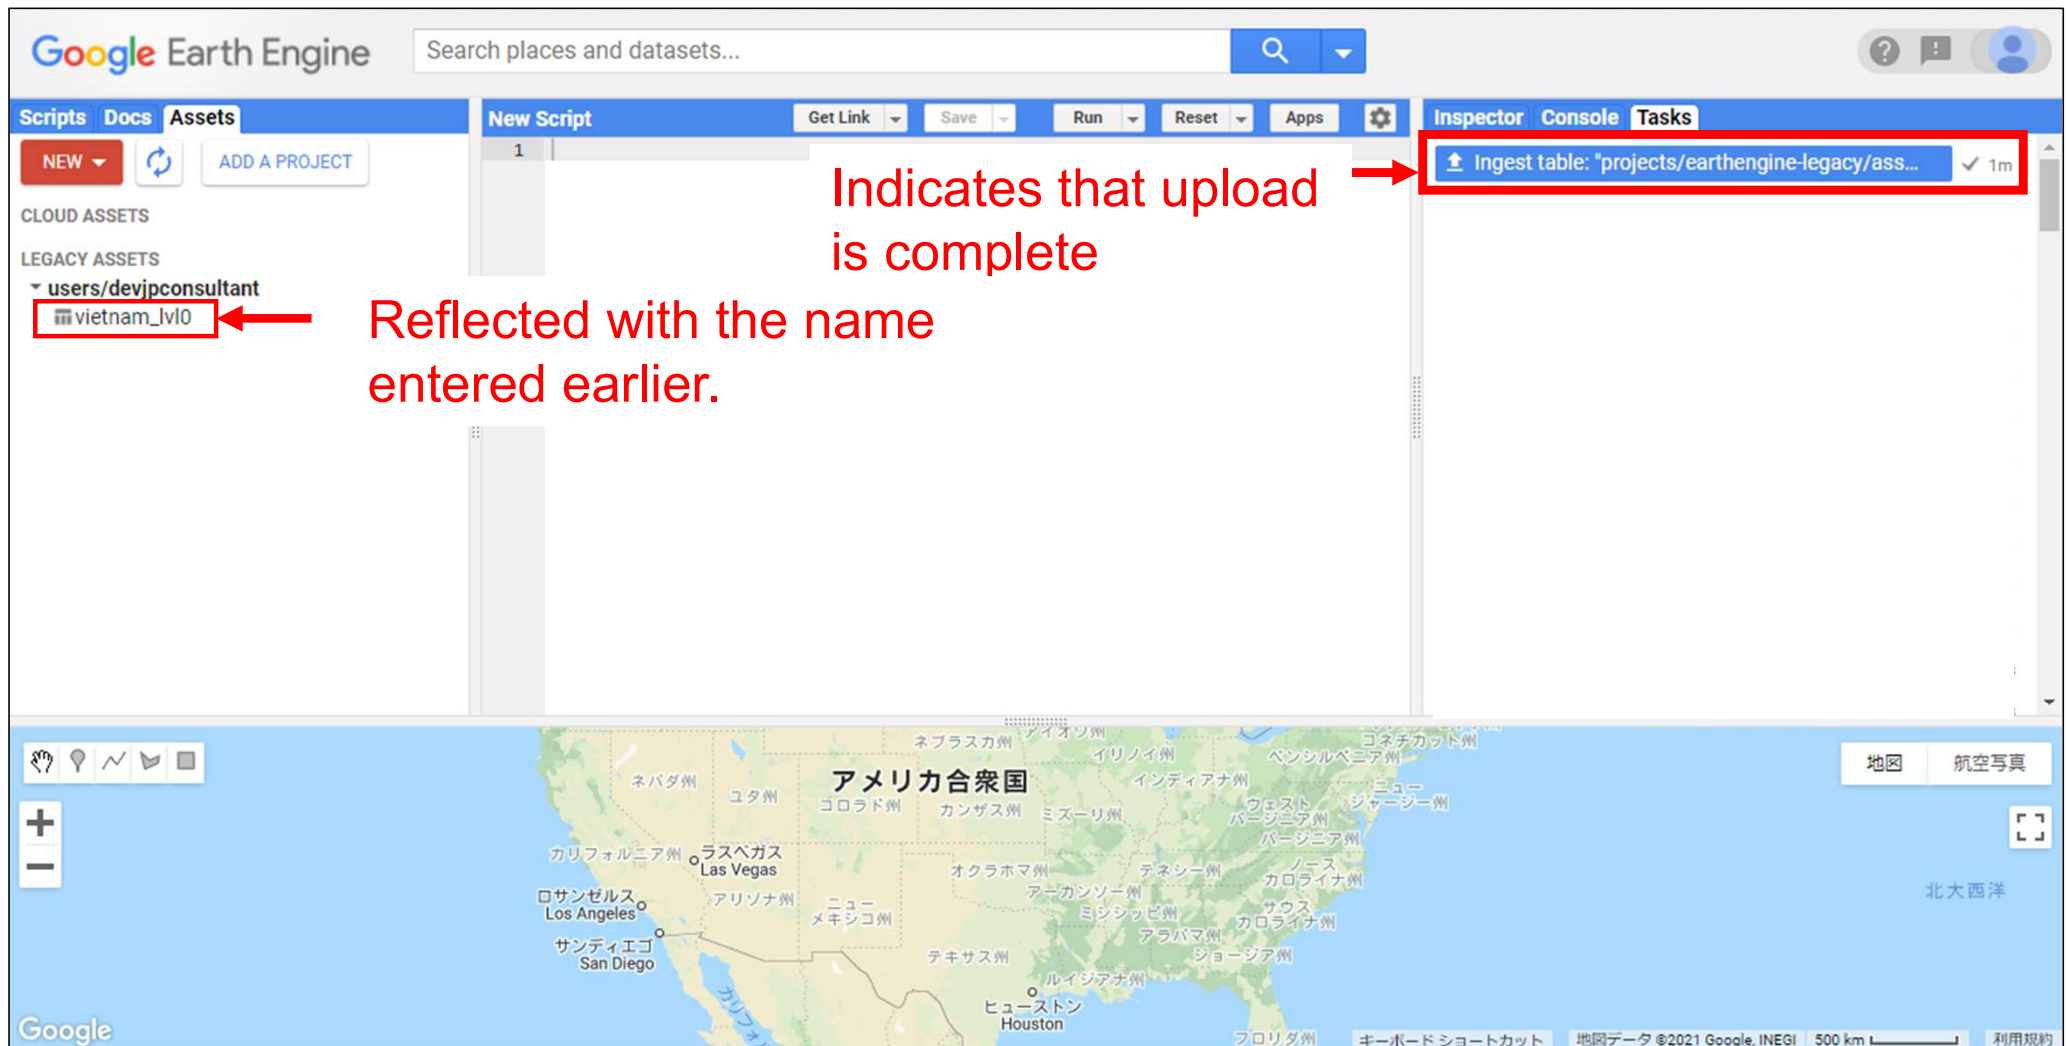 Google Earth Engine
Search places and datasets...
Scripts Docs Assets
NEW
ADD A PROJECT
CLOUD ASSETS
LEGACY ASSETS
users/devjpconsultant
vietnam_lvl0
New Script
Get Link
Save
Run
Reset
Apps
1
Indicates that upload
is complete
Reflected with the name
entered earlier.
Inspector Console Tasks
Ingest table: "projects/earthengine-legacy/ass...
1m
ネブラスカ州
アイオワ州
イリノイ州
コネチカット州
ペンシルベニア州
ネバダ州
ユタ州
アメリカ合衆国
コロラド州
カンザス州
ミズーリ州
インディアナ州
ニュー
ジャージー州
ウェスト
バージニア州
バージニア州
カリフォルニア州
ラスベガス
Las Vegas
オクラホマ州
テネシー州
ノース
カロライナ州
ロサンゼルス
Los Angeles
アリゾナ州
ニュー
メキシコ州
アーカンソー州
ミシシッピ州
サウス
カロライナ州
アラバマ州
サンディエゴ
San Diego
テキサス州
ジョージア州
ルイジアナ州
ヒューストン
Houston
フロリダ州
地図
航空写真
北大西洋
Google
キーボード ショートカット
地図データ ©2021 Google, INEGI
500 km
利用規約